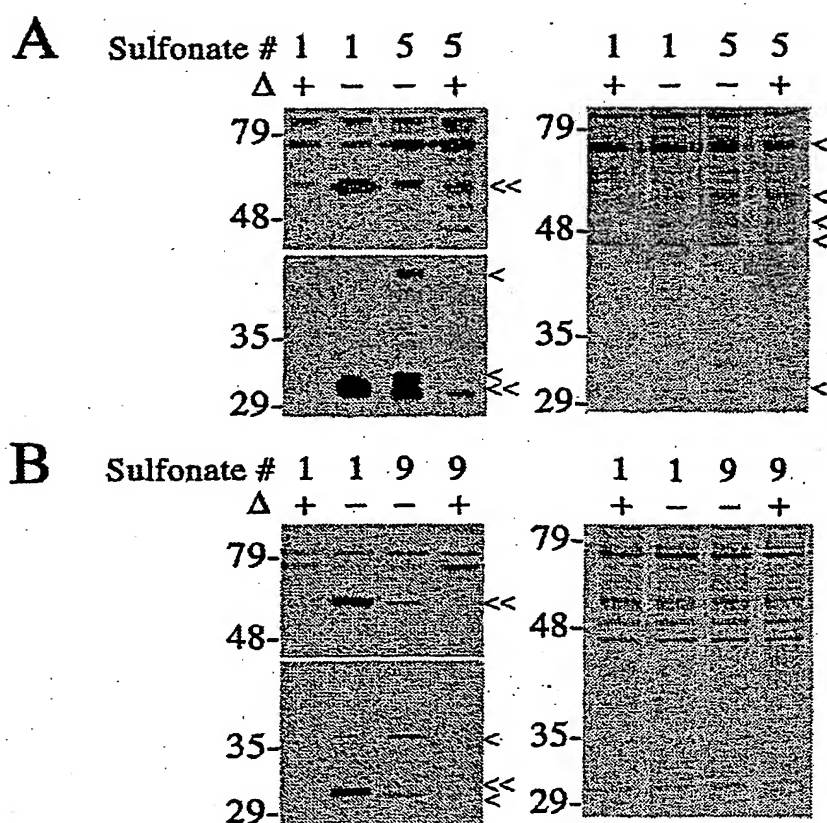 A Sulfonate # 1 1 5 5 1 1 5 5
Δ + − − + + − − +
79- 79- <
<< <
48- 48- <
<
<
35- 35-
<
29- << 29- <
B Sulfonate # 1 1 9 9 1 1 9 9
Δ + − − + + − − +
79- 79-
<<
48- 48-
35- < 35-
<<
29- < 29-